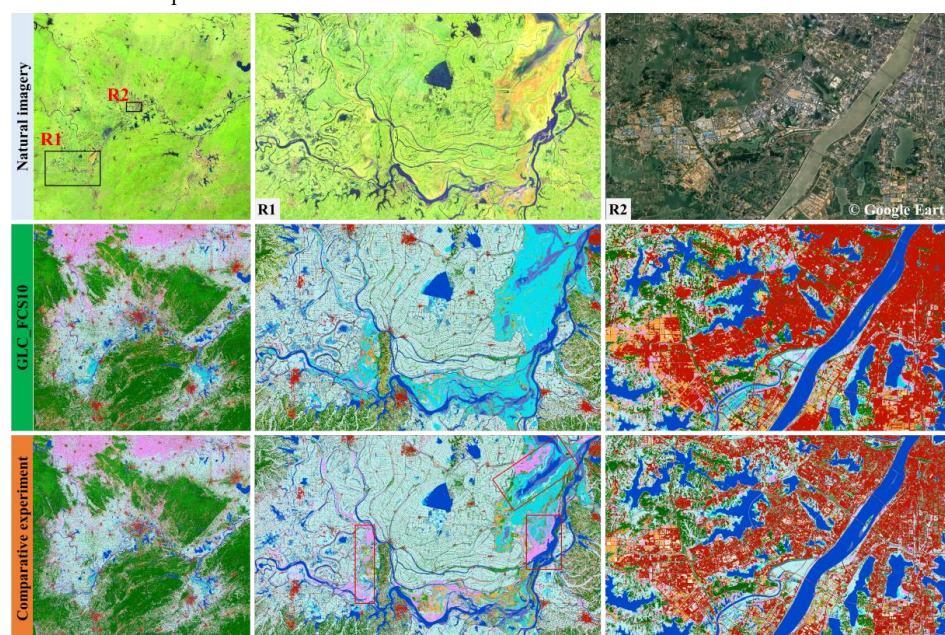 Natural imagery
R2
R1
R1
R2
© Google Eart
GLC_FCS10
Comparative experiment